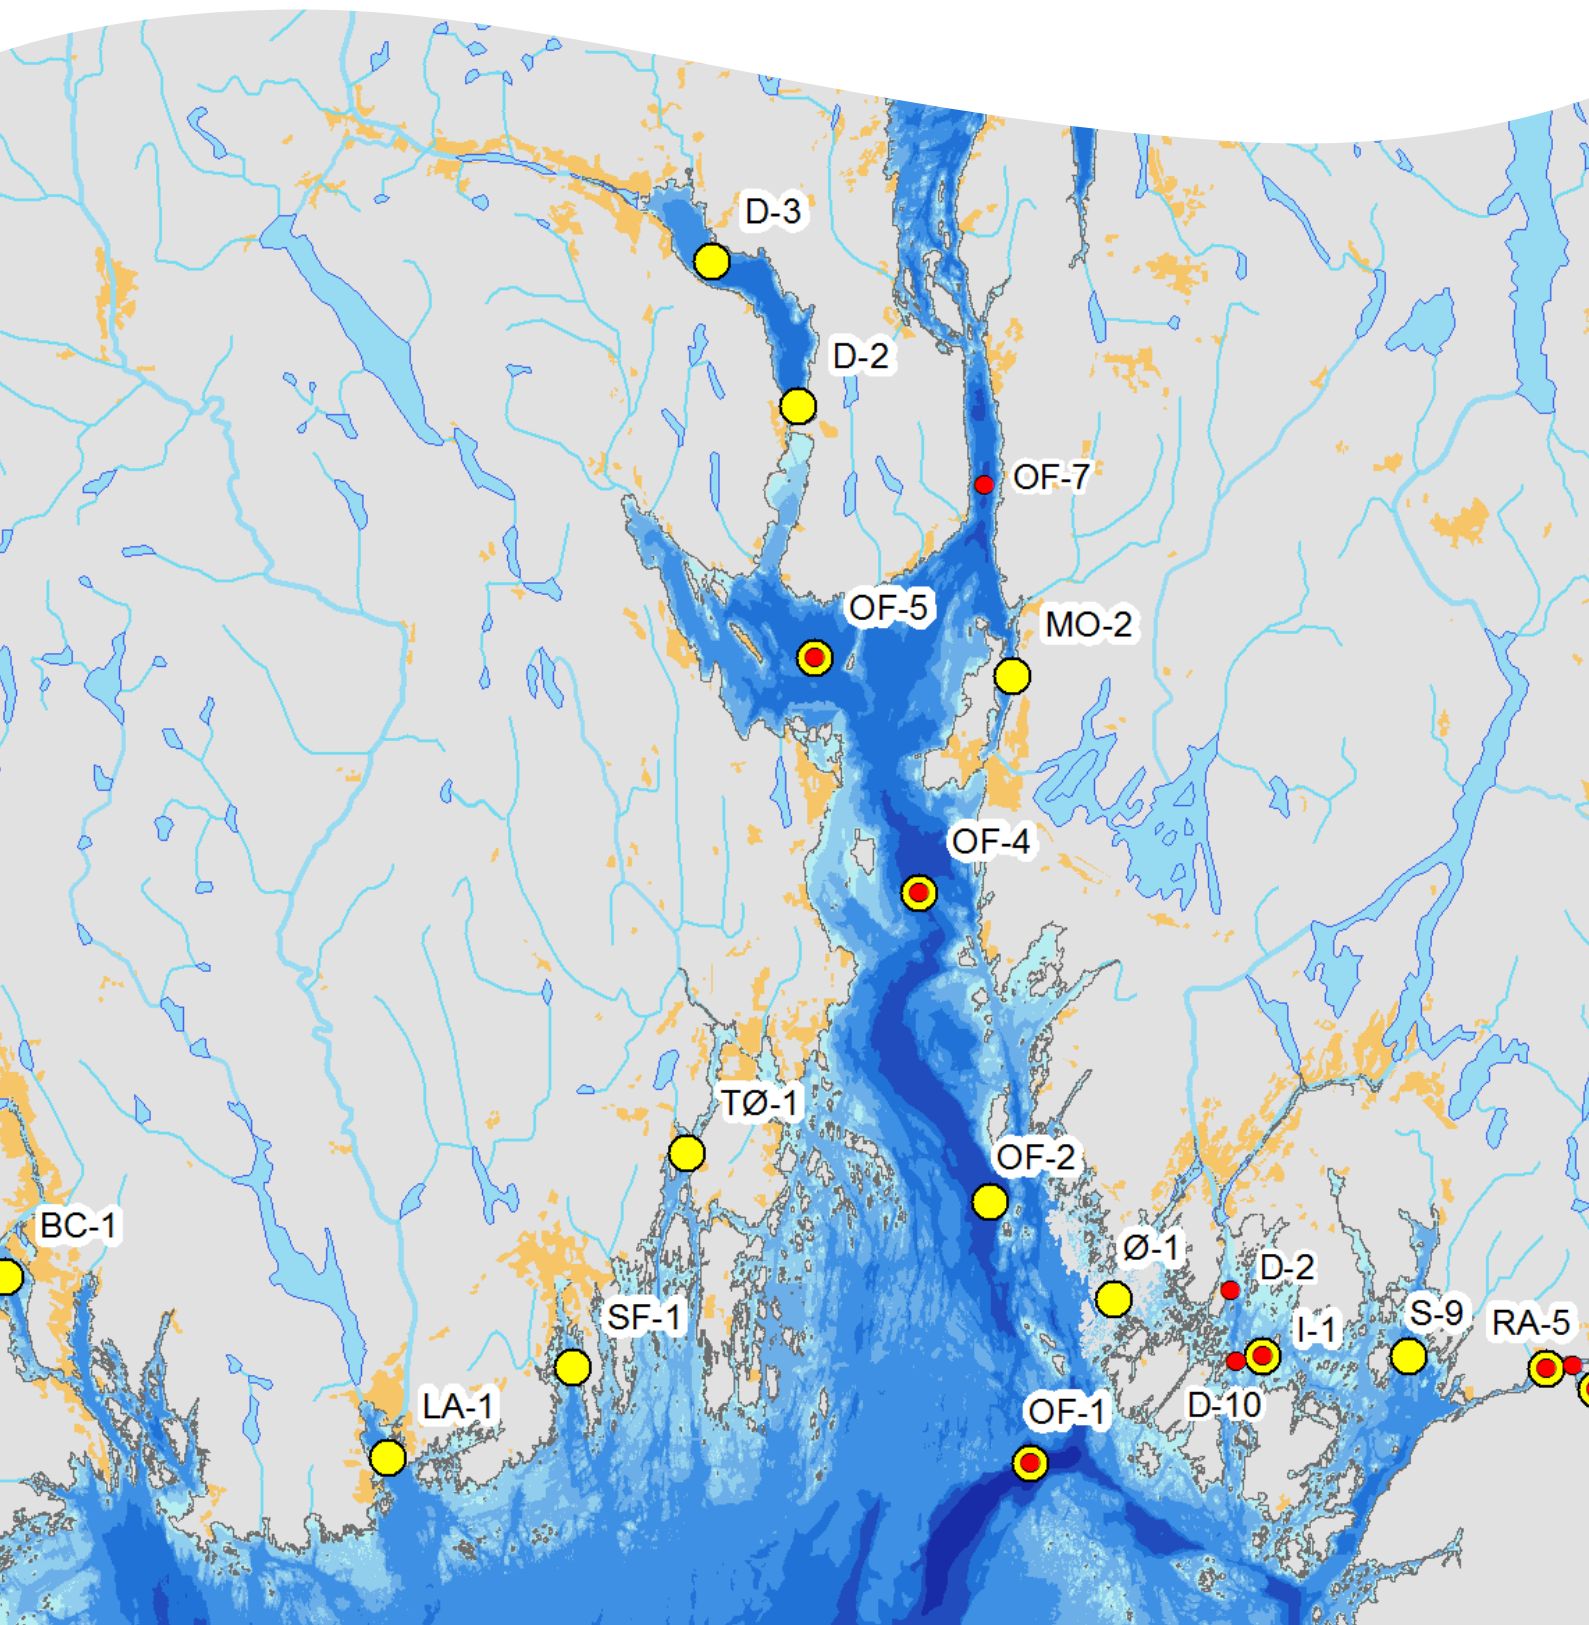 D-3
D-2
OF-7
OF-5
MO-2
OF-4
TØ-1
OF-2
BC-1
Ø-1
D-2
SF-1
I-1
S-9
RA-5
LA-1
D-10
OF-1